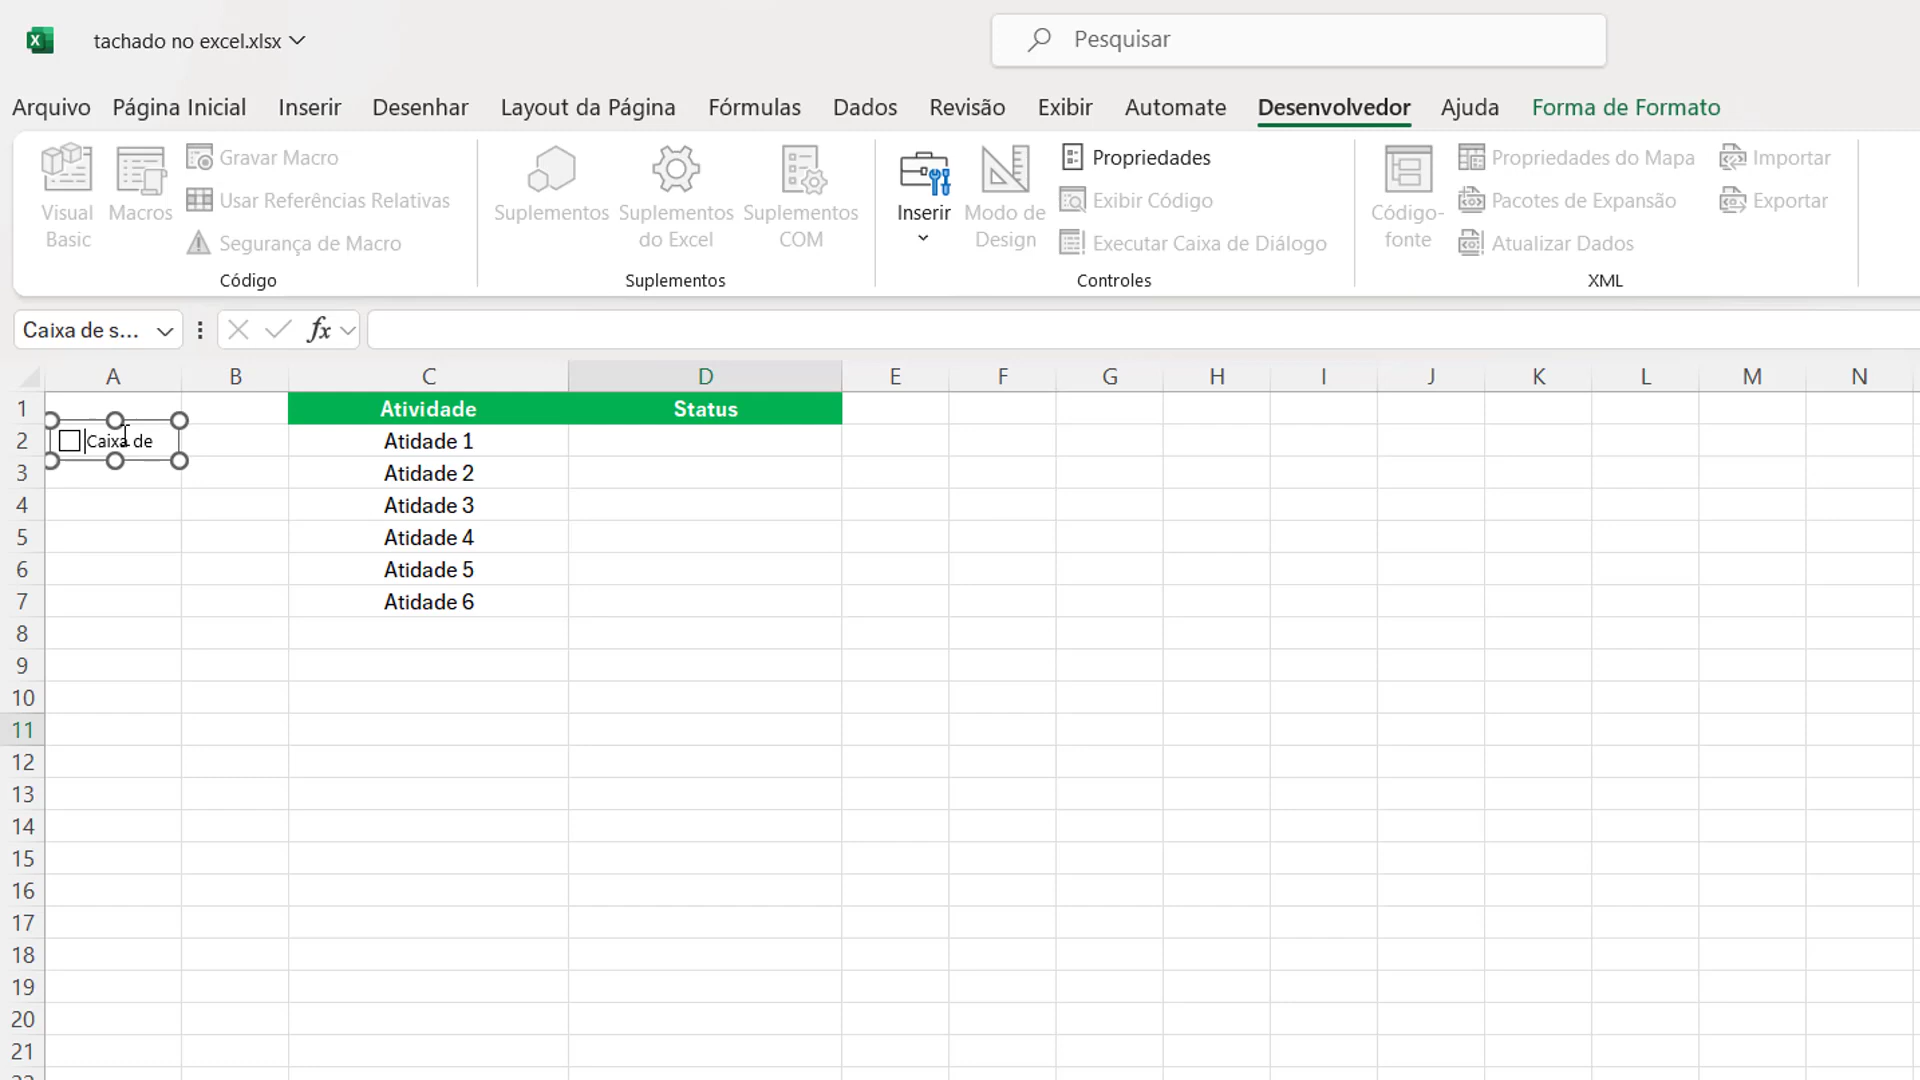 tachado no excel.xlsx
Pesquisar
Arquivo Página Inicial Inserir Desenhar Layout da Página Fórmulas Dados Revisão Exibir Automate Desenvolvedor Ajuda Forma de Formato
Visual Basic
Macros
Gravar Macro
Usar Referências Relativas
Segurança de Macro
Código
Suplementos
Suplementos do Excel
Suplementos COM
Suplementos
Inserir
Modo de Design
Propriedades
Exibir Código
Executar Caixa de Diálogo
Controles
Código-fonte
Propriedades do Mapa
Pacotes de Expansão
Atualizar Dados
Importar
Exportar
XML
Caixa de s...
fx
A B C D E F G H I J K L M N
1 Atividade Status
2 Caixa de Atidade 1
3 Atidade 2
4 Atidade 3
5 Atidade 4
6 Atidade 5
7 Atidade 6
8
9
10
11
12
13
14
15
16
17
18
19
20
21